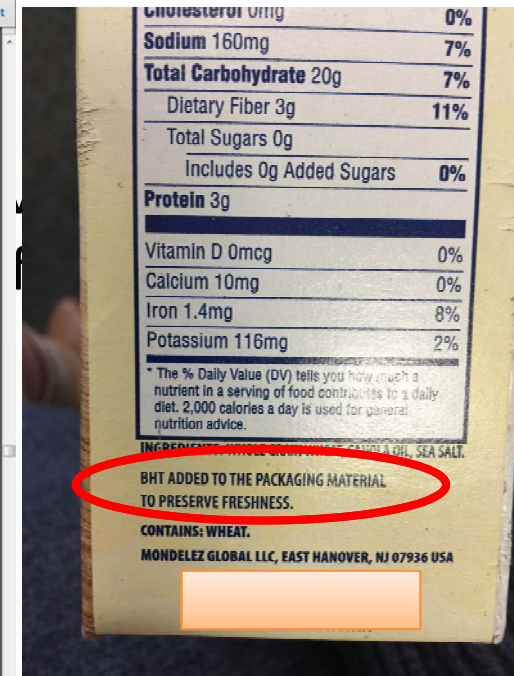 Cholesterol 0mg 0%
Sodium 160mg 7%
Total Carbohydrate 20g 7%
Dietary Fiber 3g 11%
Total Sugars 0g
Includes 0g Added Sugars 0%
Protein 3g
Vitamin D 0mcg 0%
Calcium 10mg 0%
Iron 1.4mg 8%
Potassium 116mg 2%
* The % Daily Value (DV) tells you how much a
nutrient in a serving of food contributes to a daily
diet. 2,000 calories a day is used for general
nutrition advice.
INGREDIENTS: WHOLE GRAIN WHEAT, CANOLA OIL, SEA SALT.
BHT ADDED TO THE PACKAGING MATERIAL
TO PRESERVE FRESHNESS.
CONTAINS: WHEAT.
MONDELEZ GLOBAL LLC, EAST HANOVER, NJ 07936 USA